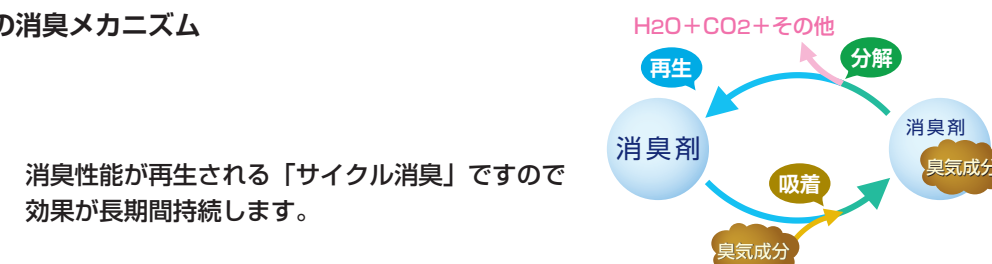 の消臭メカニズム
消臭性能が再生される「サイクル消臭」ですので
効果が長期間持続します。
H2O＋CO2＋その他
再生
分解
消臭剤
消臭剤
臭気成分
吸着
臭気成分